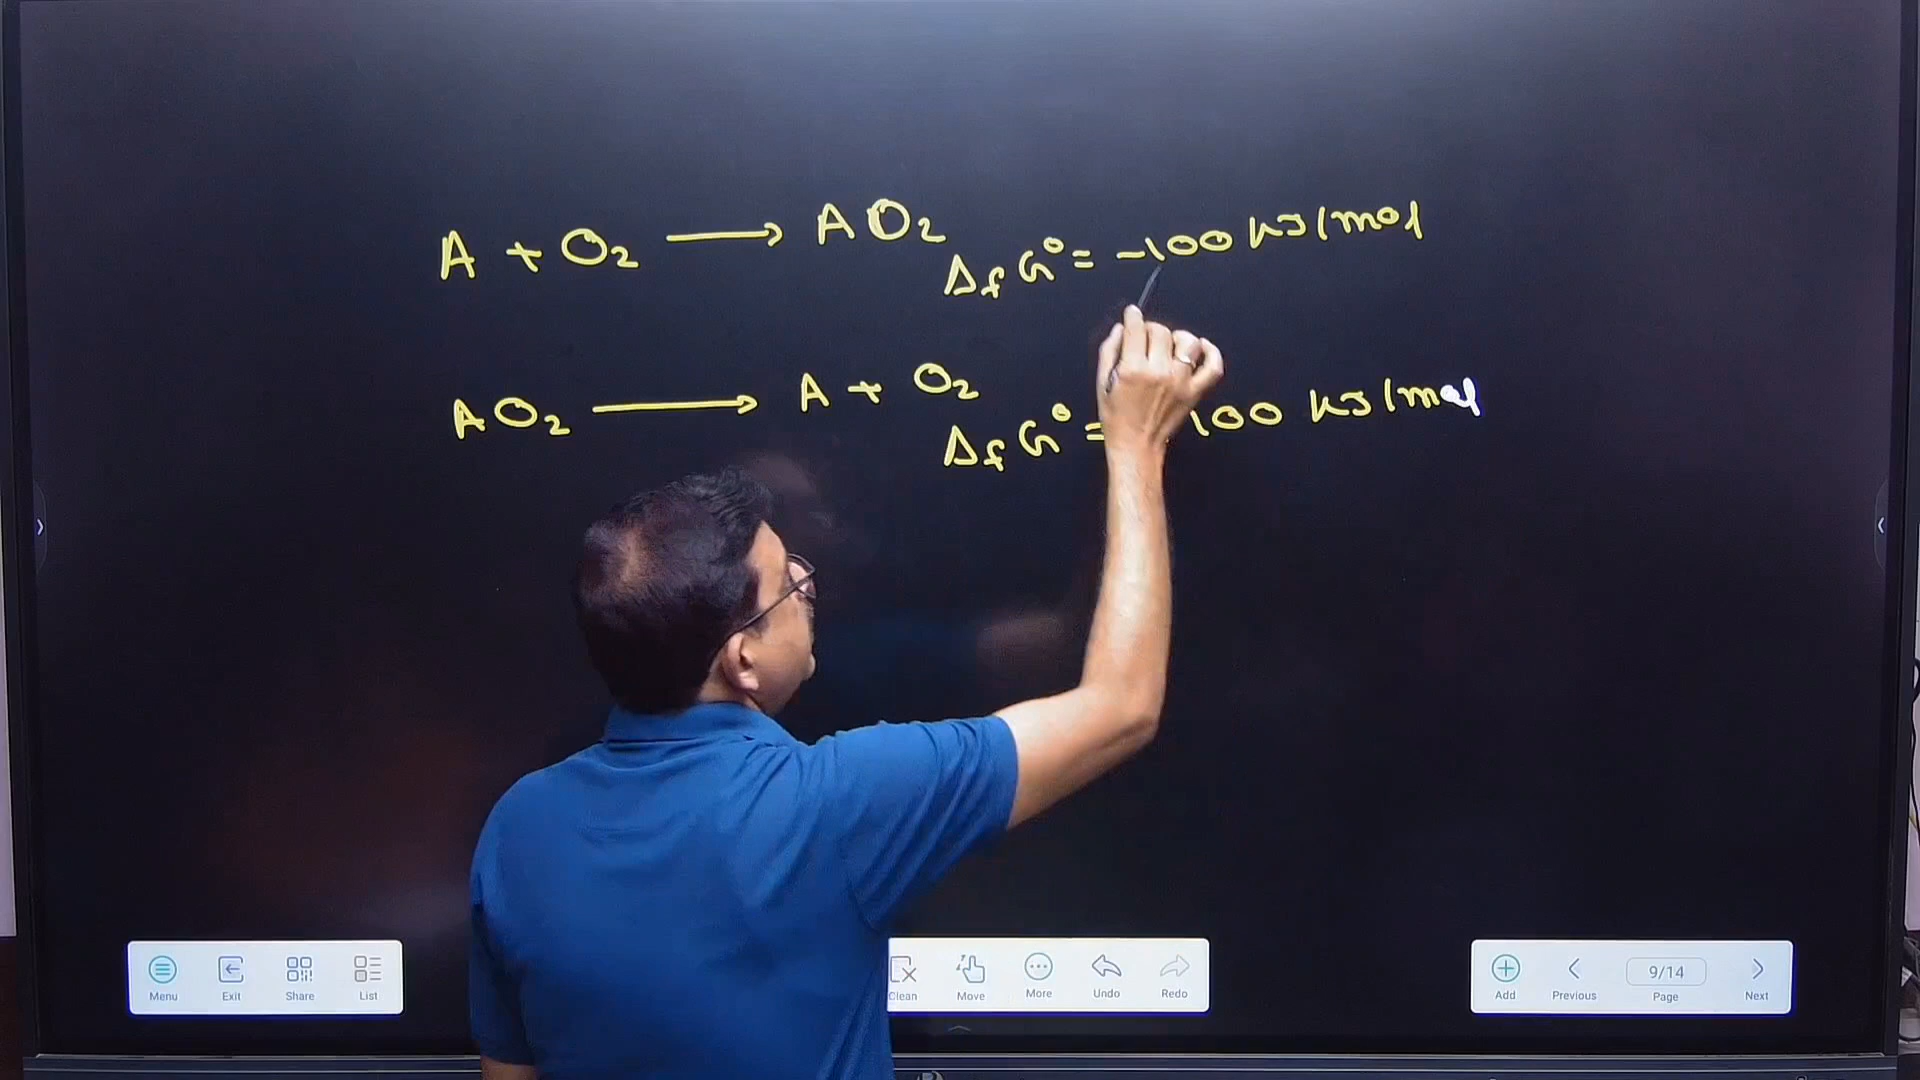 A + O₂ ⟶ AO₂
ΔfG° = -100 KJ/mol
AO₂ ⟶ A + O₂
ΔfG° = 100 KJ/mol
Menu Exit Share List Clean Move More Undo Redo Add Previous 9/14 Page Next